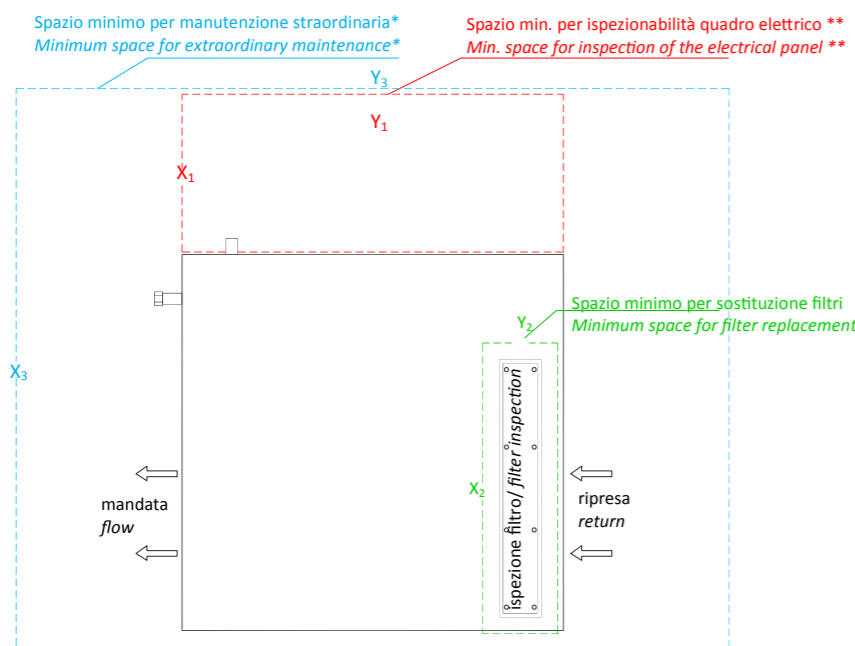 Spazio minimo per manutenzione straordinaria*
Minimum space for extraordinary maintenance*
Spazio min. per ispezionabilità quadro elettrico **
Min. space for inspection of the electrical panel **
Y3
Y1
X1
Spazio minimo per sostituzione filtri
Minimum space for filter replacement
Y2
X3
X2
ispezione filtro/ filter inspection
mandata
flow
ripresa
return